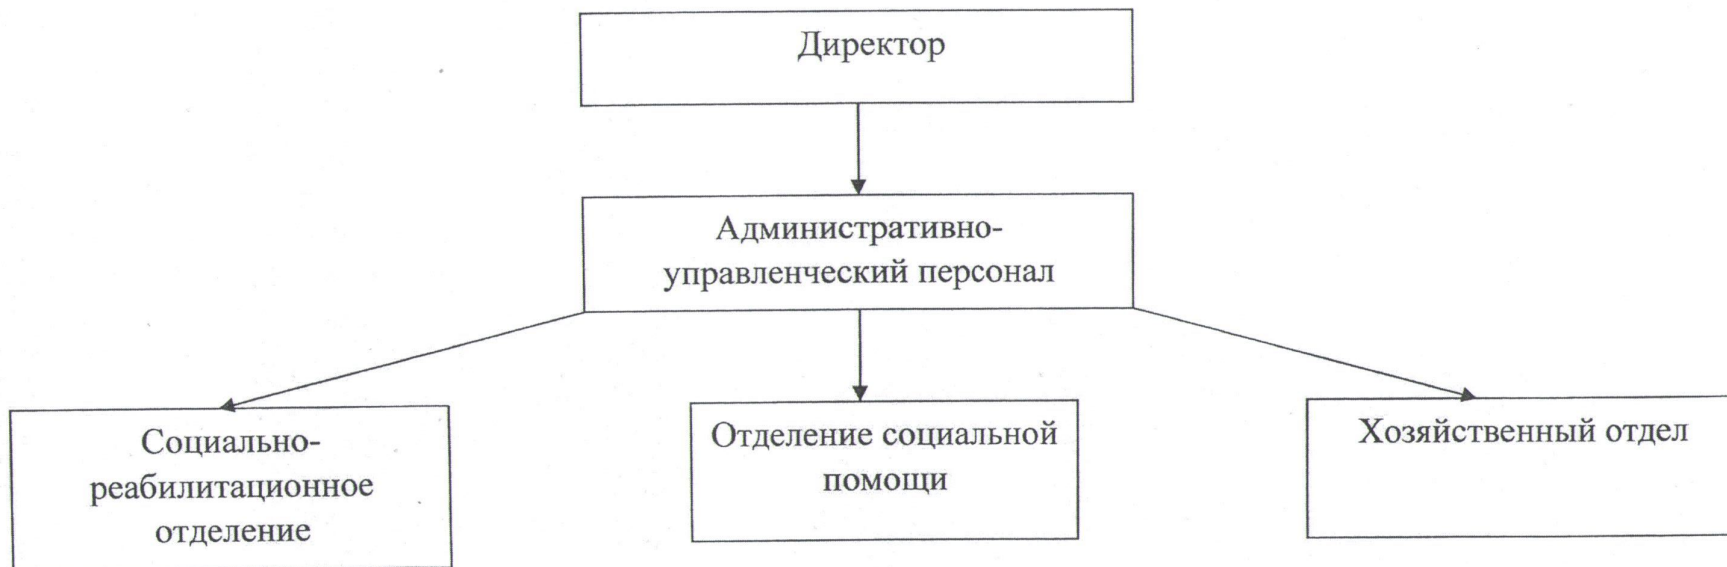 Директор
Административно-
управленческий персонал
Социально-
реабилитационное
отделение
Отделение социальной
помощи
Хозяйственный отдел